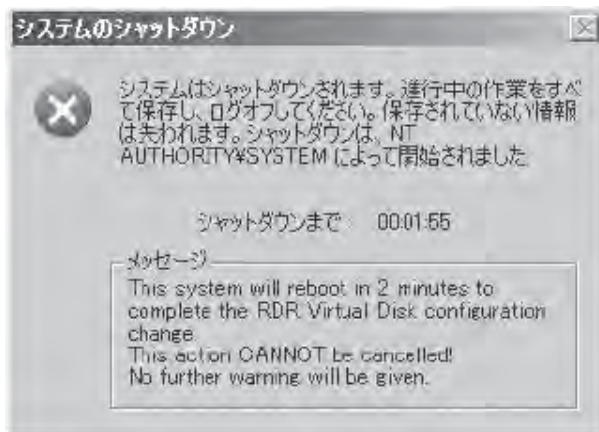 システムのシャットダウン
システムはシャットダウンされます。進行中の作業をすべ
て保存し、ログオフしてください。保存されていない情報
は失われます。シャットダウンは、NT
AUTHORITY¥SYSTEM によって開始されました
シャットダウンまで: 00:01:55
メッセージ
This system will reboot in 2 minutes to
complete the RDR Virtual Disk configuration
change.
This action CANNOT be cancelled!
No further warning will be given.